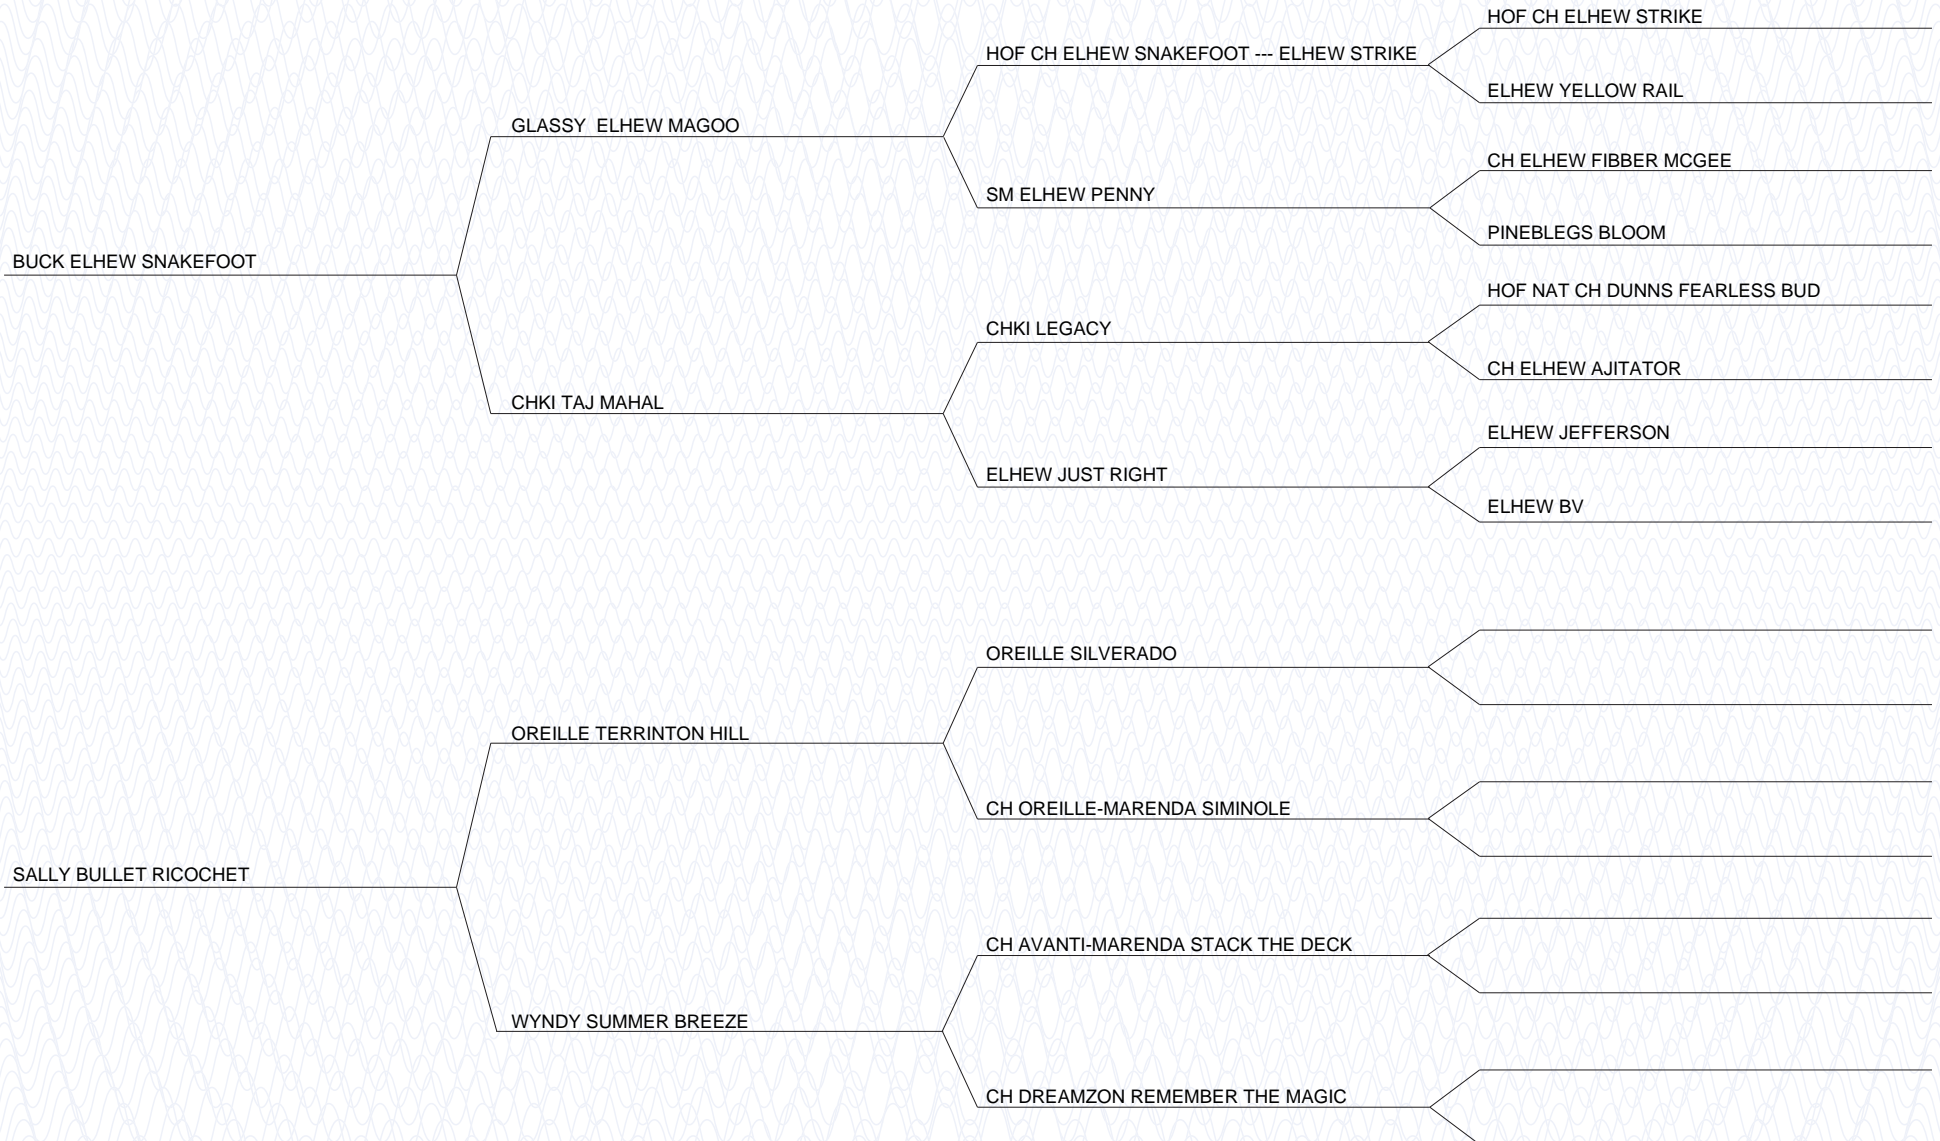 HOF CH ELHEW STRIKE
HOF CH ELHEW SNAKEFOOT --- ELHEW STRIKE
ELHEW YELLOW RAIL
GLASSY  ELHEW MAGOO
CH ELHEW FIBBER MCGEE
SM ELHEW PENNY
PINEBLEGS BLOOM
BUCK ELHEW SNAKEFOOT
HOF NAT CH DUNNS FEARLESS BUD
CHKI LEGACY
CH ELHEW AJITATOR
CHKI TAJ MAHAL
ELHEW JEFFERSON
ELHEW JUST RIGHT
ELHEW BV
OREILLE SILVERADO
OREILLE TERRINTON HILL
CH OREILLE-MARENDA SIMINOLE
SALLY BULLET RICOCHET
CH AVANTI-MARENDA STACK THE DECK
WYNDY SUMMER BREEZE
CH DREAMZON REMEMBER THE MAGIC